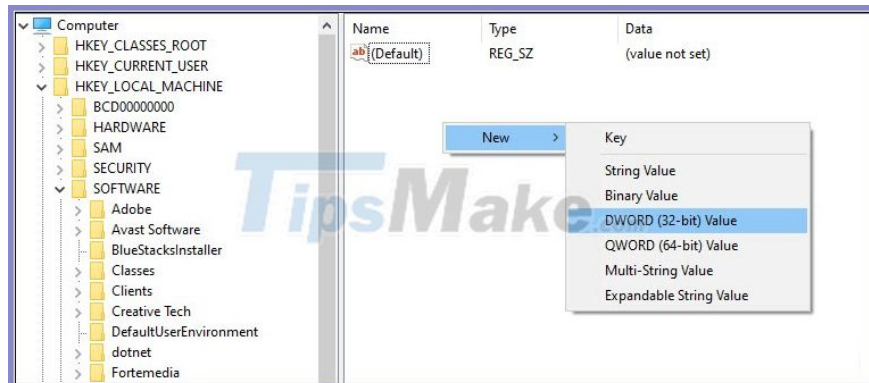 Computer
HKEY_CLASSES_ROOT
HKEY_CURRENT_USER
HKEY_LOCAL_MACHINE
BCD00000000
HARDWARE
SAM
SECURITY
SOFTWARE
Adobe
Avast Software
BlueStacksInstaller
Classes
Clients
Creative Tech
DefaultUserEnvironment
dotnet
Fortemedia
Name Type Data
ab (Default) REG_SZ (value not set)
New > Key
String Value
Binary Value
DWORD (32-bit) Value
QWORD (64-bit) Value
Multi-String Value
Expandable String Value
TipsMake.com